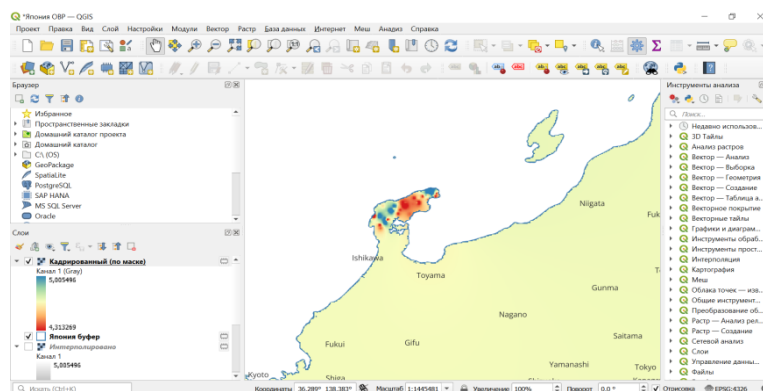 *Япония ОВР — QGIS
Проект Правка Вид Слой Настройки Модули Вектор Растр База данных Интернет Меш Анализ Справка
Браузер
Избранное
Пространственные закладки
Домашний каталог проекта
Домашний каталог
C:\ (OS)
GeoPackage
SpatiaLite
PostgreSQL
SAP HANA
MS SQL Server
Oracle
Слои
Кадрированный (по маске)
Канал 1 (Gray)
5,005496
4,313269
Япония буфер
Интерполировано
Канал 1
5,005496
Искать (Ctrl+K)
Niigata
Fuk
Ishikawa
Toyama
Gunma
Nagano
Saitama
Fukui
Gifu
Yamanashi
Tokyo
Kyoto
Shiga
Инструменты анализа
Поиск...
Недавно использов...
3D Тайлы
Анализ растров
Вектор — Анализ
Вектор — Выборка
Вектор — Геометрия
Вектор — Создание
Вектор — Таблица а...
Векторное покрытие
Векторные тайлы
Графики и диаграм...
Инструменты обраб...
Инструменты прост...
Интерполяция
Картография
Меш
Облака точек — изв...
Общие инструмент...
Преобразование об...
Растр — Анализ рел...
Растр — Создание
Сетевой анализ
Слои
Управление данны...
Файлы
Координаты 36.289° 138.383° Масштаб 1:1445481 Увеличение 100% Поворот 0.0 ° Отрисовка EPSG:4326